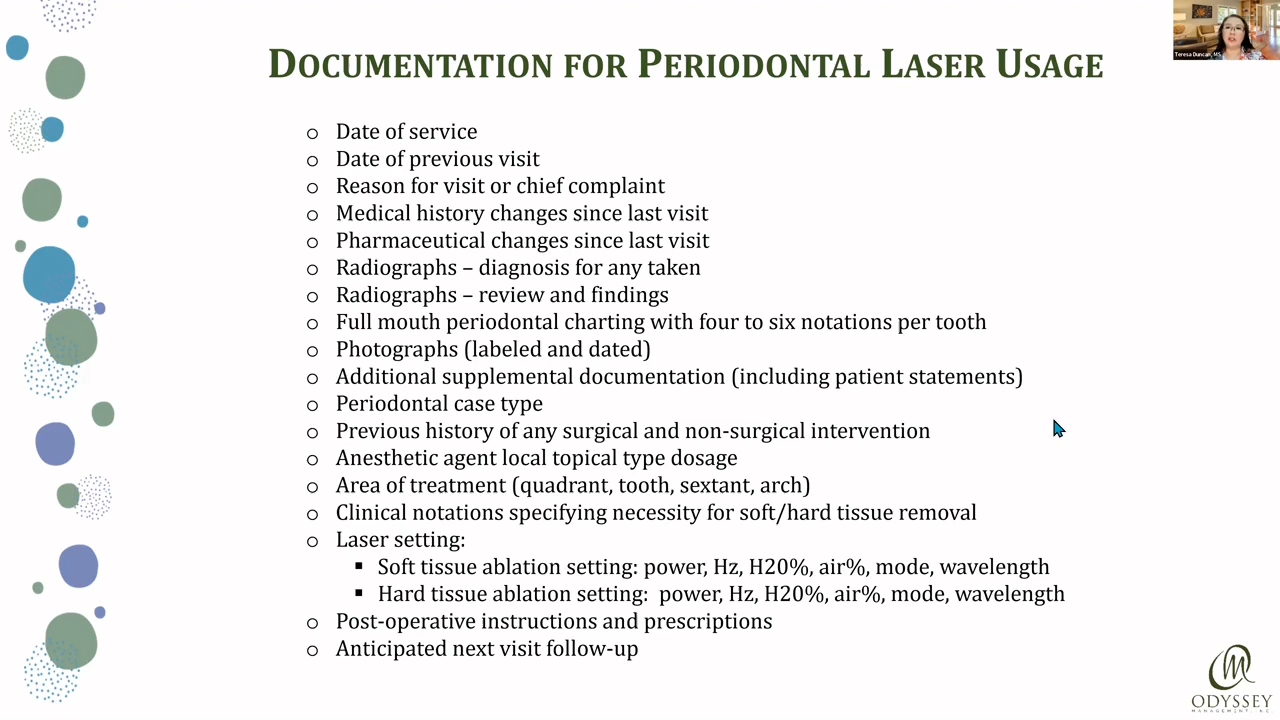 DOCUMENTATION FOR PERIODONTAL LASER USAGE
Teresa Duncan, MS
o Date of service
o Date of previous visit
o Reason for visit or chief complaint
o Medical history changes since last visit
o Pharmaceutical changes since last visit
o Radiographs – diagnosis for any taken
o Radiographs – review and findings
o Full mouth periodontal charting with four to six notations per tooth
o Photographs (labeled and dated)
o Additional supplemental documentation (including patient statements)
o Periodontal case type
o Previous history of any surgical and non-surgical intervention
o Anesthetic agent local topical type dosage
o Area of treatment (quadrant, tooth, sextant, arch)
o Clinical notations specifying necessity for soft/hard tissue removal
o Laser setting:
▪ Soft tissue ablation setting: power, Hz, H20%, air%, mode, wavelength
▪ Hard tissue ablation setting:  power, Hz, H20%, air%, mode, wavelength
o Post-operative instructions and prescriptions
o Anticipated next visit follow-up
ODYSSEY
MANAGEMENT, INC.